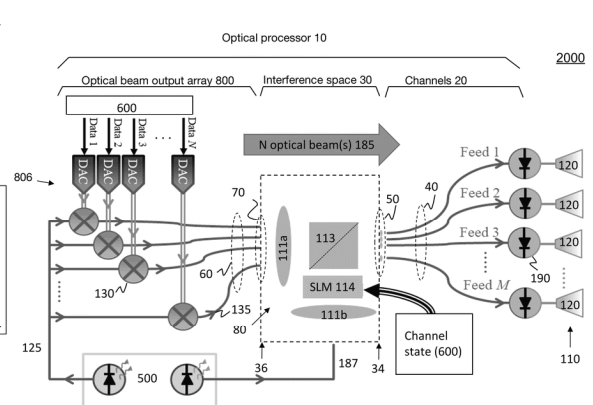 Optical processor 10
2000
Optical beam output array 800
Interference space 30
Channels 20
600
Data 1
Data 2
Data 3
...
Data N
N optical beam(s) 185
DAC
DAC
DAC
DAC
806
70
50
40
Feed 1
120
Feed 2
120
Feed 3
120
Feed M
120
111a
113
SLM 114
111b
60
130
135
80
190
110
Channel
state (600)
125
500
187
36
34